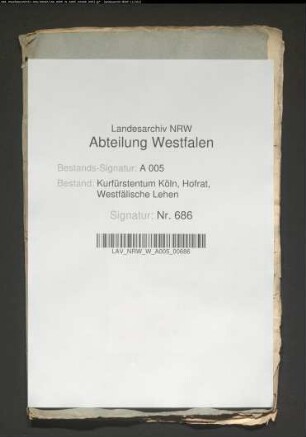 Landesarchiv NRW
Abteilung Westfalen
Bestands-Signatur: A 005
Bestand: Kurfürstentum Köln, Hofrat,
Westfälische Lehen
Signatur: Nr. 686
LAV_NRW_W_A005_00686